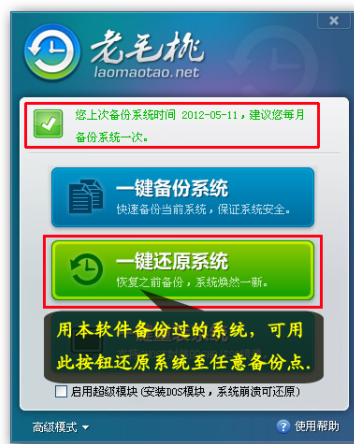 老毛桃
laomaotao.net
您上次备份系统时间 2012-05-11，建议您每月
备份系统一次。
一键备份系统
快速备份当前系统，保证系统安全。
一键还原系统
恢复之前备份，系统焕然一新。
用本软件备份过的系统，可用
此按钮还原系统至任意备份点.
启用超级模块(安装DOS模块，系统崩溃可还原)
高级模式
使用帮助